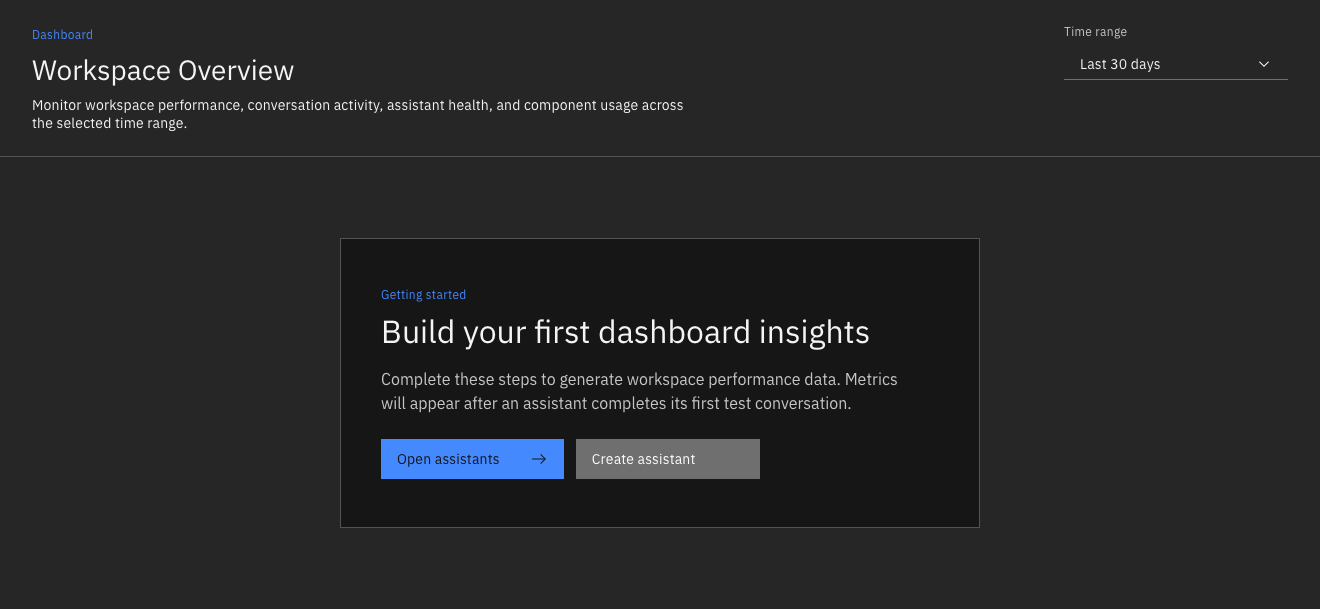 Dashboard
Workspace Overview
Monitor workspace performance, conversation activity, assistant health, and component usage across
the selected time range.
Time range
Last 30 days
Getting started
Build your first dashboard insights
Complete these steps to generate workspace performance data. Metrics
will appear after an assistant completes its first test conversation.
Open assistants
Create assistant